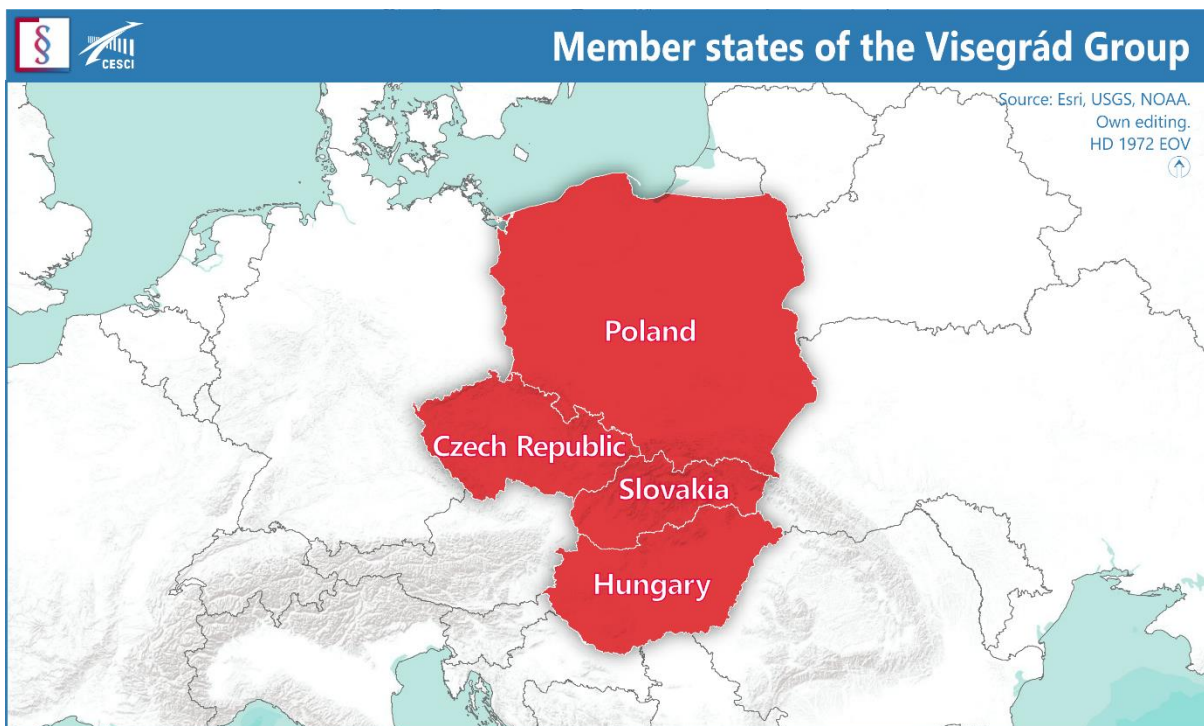 §
CESCI
Member states of the Visegrád Group
Source: Esri, USGS, NOAA.
Own editing.
HD 1972 EOV
Poland
Czech Republic
Slovakia
Hungary